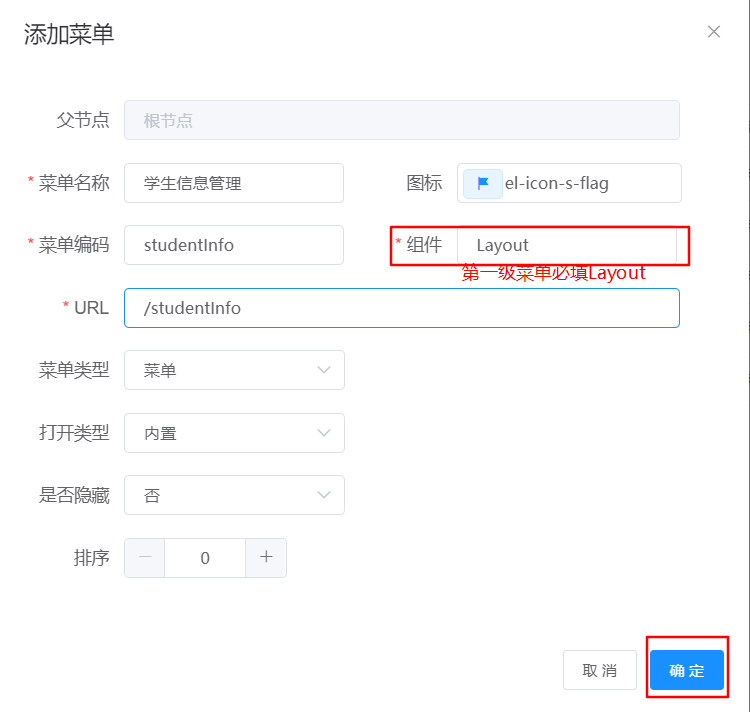 添加菜单
父节点 根节点
* 菜单名称 学生信息管理 图标 el-icon-s-flag
* 菜单编码 studentInfo * 组件 Layout
第一级菜单必填Layout
* URL /studentInfo
菜单类型 菜单
打开类型 内置
是否隐藏 否
排序 0
取消 确定